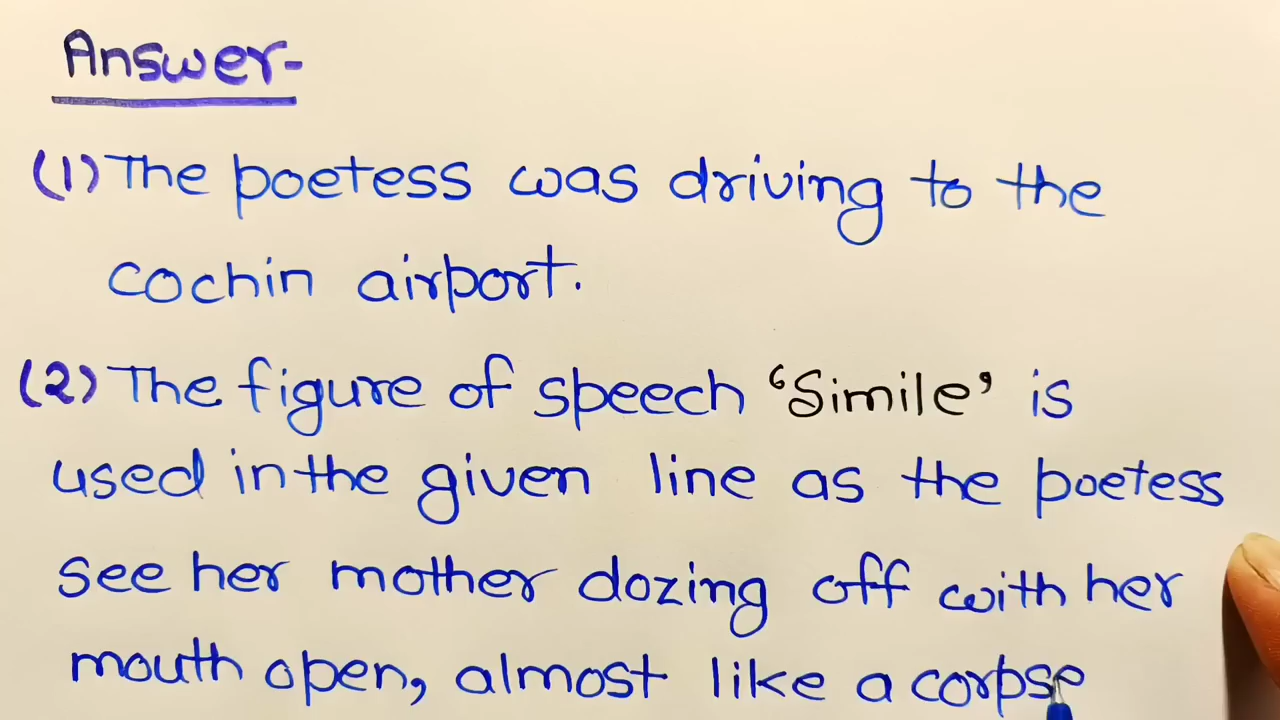 Answer-
(1) The poetess was driving to the
cochin airport.
(2) The figure of speech ‘Simile’ is
used in the given line as the poetess
see her mother dozing off with her
mouth open, almost like a corpse